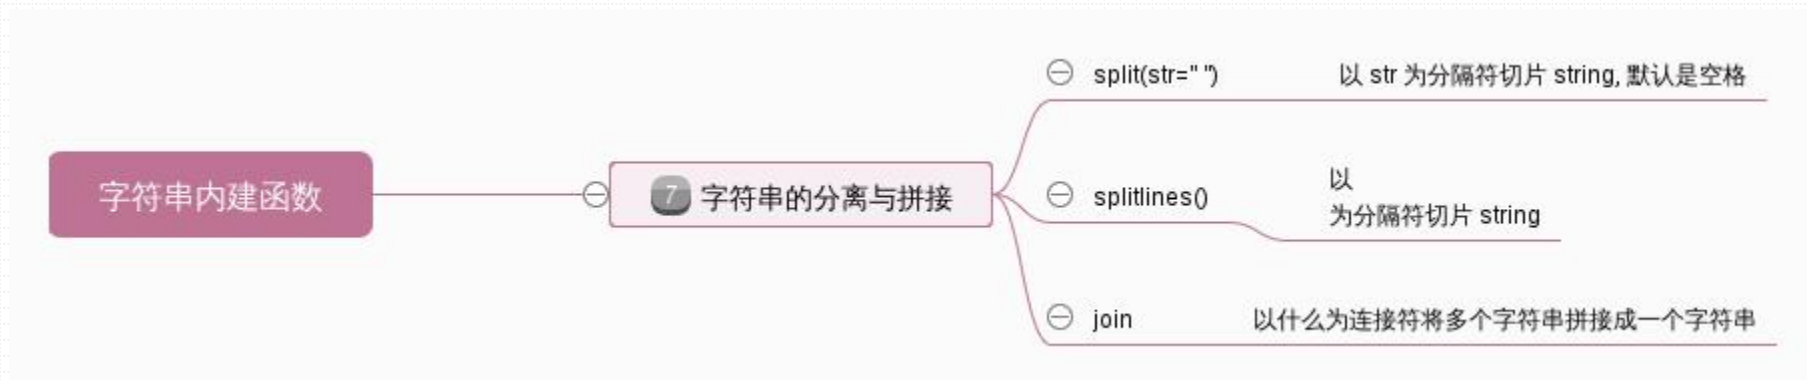 字符串内建函数
7 字符串的分离与拼接
split(str=" ") 以 str 为分隔符切片 string, 默认是空格
splitlines() 以
为分隔符切片 string
join 以什么为连接符将多个字符串拼接成一个字符串